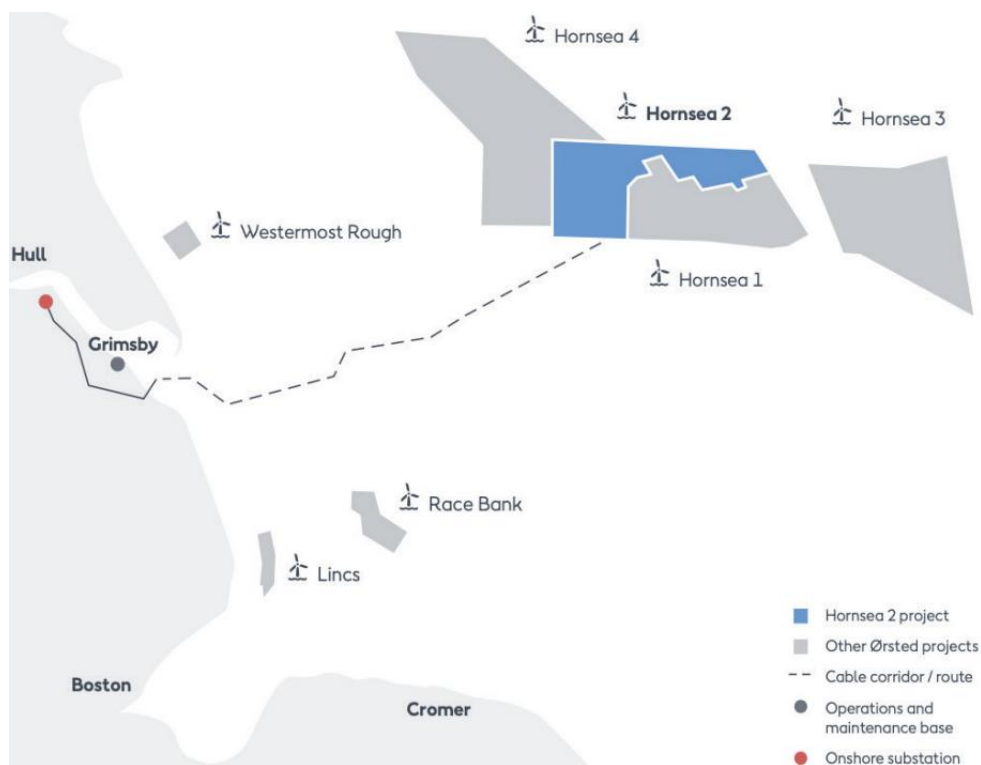 Hornsea 4
Hornsea 2
Hornsea 3
Westermost Rough
Hull
Hornsea 1
Grimsby
Race Bank
Lincs
Boston
Cromer
Hornsea 2 project
Other Ørsted projects
Cable corridor / route
Operations and
maintenance base
Onshore substation